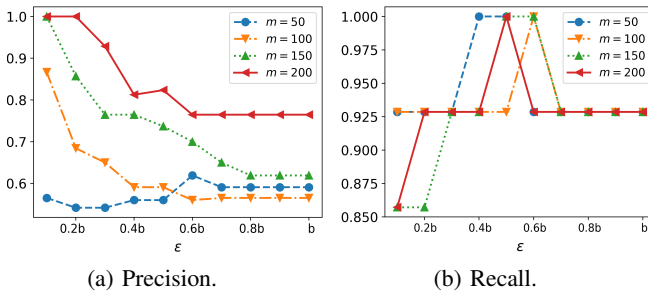 1.0
0.9
0.8
0.7
0.6
0.2b 0.4b 0.6b 0.8b b
ε
m = 50
m = 100
m = 150
m = 200
(a) Precision.
1.000
0.975
0.950
0.925
0.900
0.875
0.850
0.2b 0.4b 0.6b 0.8b b
ε
m = 50
m = 100
m = 150
m = 200
(b) Recall.